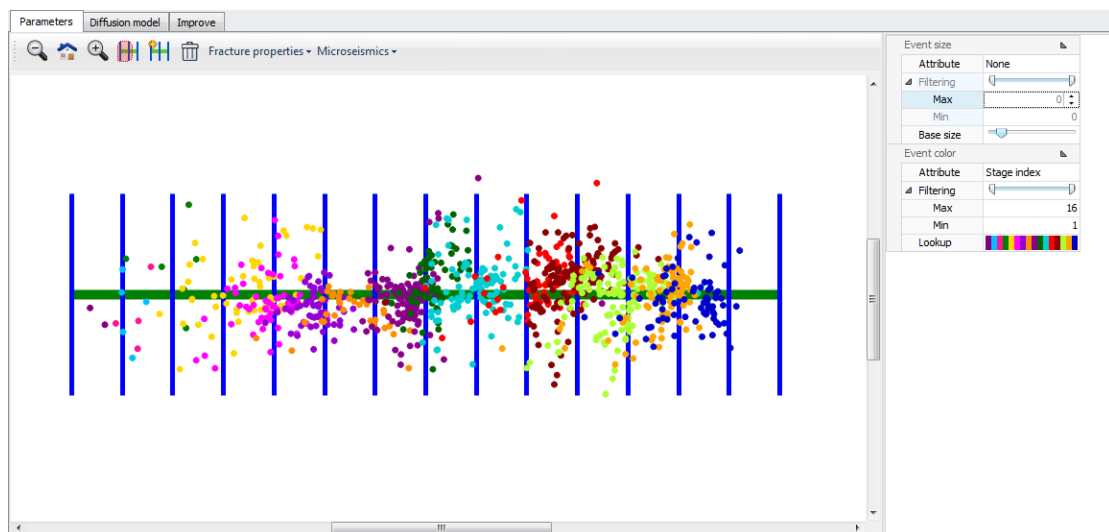 Parameters Diffusion model Improve
Fracture properties Microseismics
Event size
Attribute None
Filtering
Max 0
Min 0
Base size
Event color
Attribute Stage index
Filtering
Max 16
Min 1
Lookup